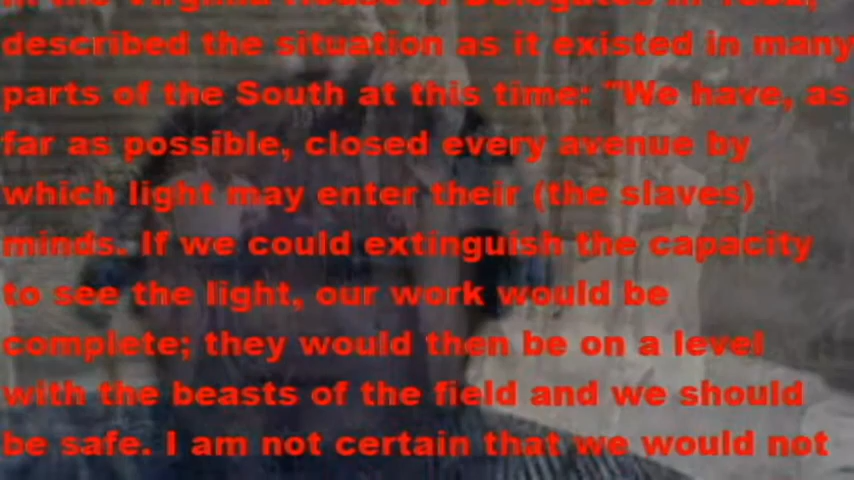 in the Virginia House of Delegates in 1832,
described the situation as it existed in many
parts of the South at this time: "We have, as
far as possible, closed every avenue by
which light may enter their (the slaves)
minds. If we could extinguish the capacity
to see the light, our work would be
complete; they would then be on a level
with the beasts of the field and we should
be safe. I am not certain that we would not